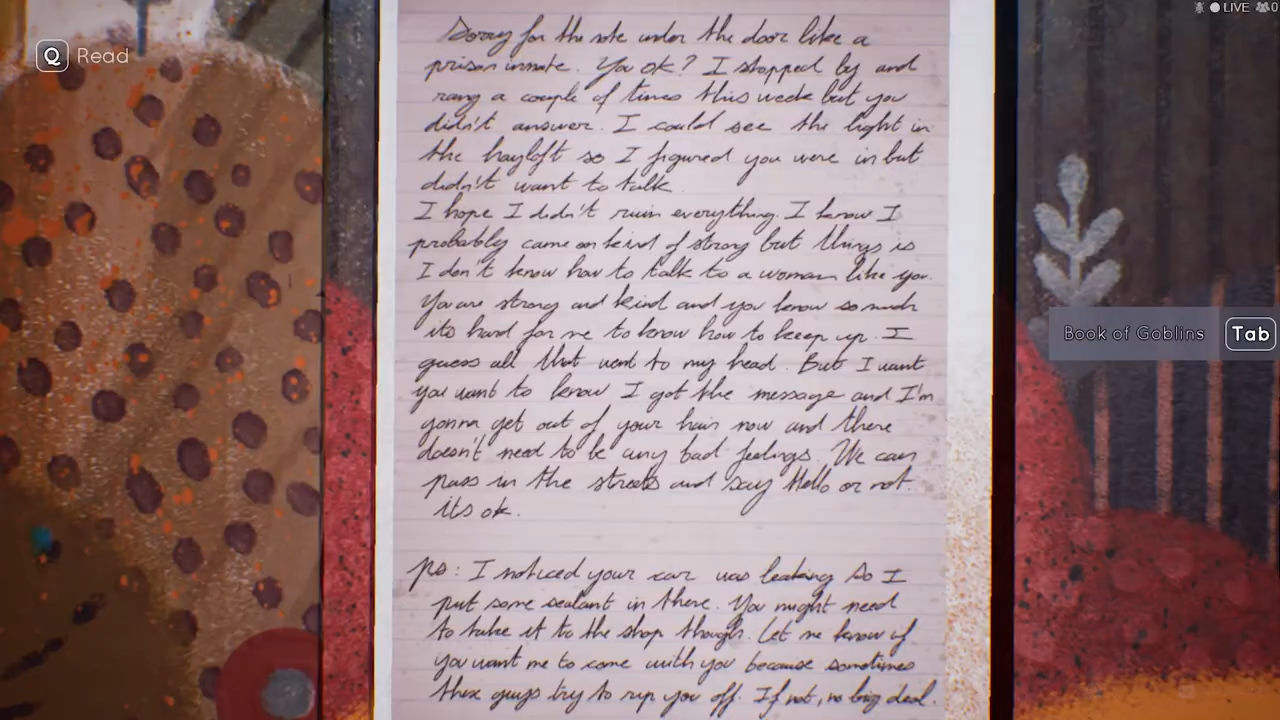 LIVE 0
Q Read
Sorry for the note under the door like a
prison inmate. You ok? I stopped by and
rang a couple of times this week but you
didn't answer. I could see the light in
the hayloft so I figured you were in but
didn't want to talk.
I hope I didn't ruin everything. I know I
probably came on kind of strong but things is
I don't know how to talk to a woman like you.
You are strong and kind and you know so much
its hard for me to know how to keep up. I
guess all that went to my head. But I want
you want to know I got the message and I'm
gonna get out of your hair now and there
doesn't need to be any bad feelings. We can
pass in the streets and say Hello or not.
its ok.
ps: I noticed your car was leaking so I
put some sealant in there. You might need
to take it to the shop though. Let me know if
you want me to come with you because sometimes
these guys try to rip you off. If not, no big deal.
Book of Goblins Tab